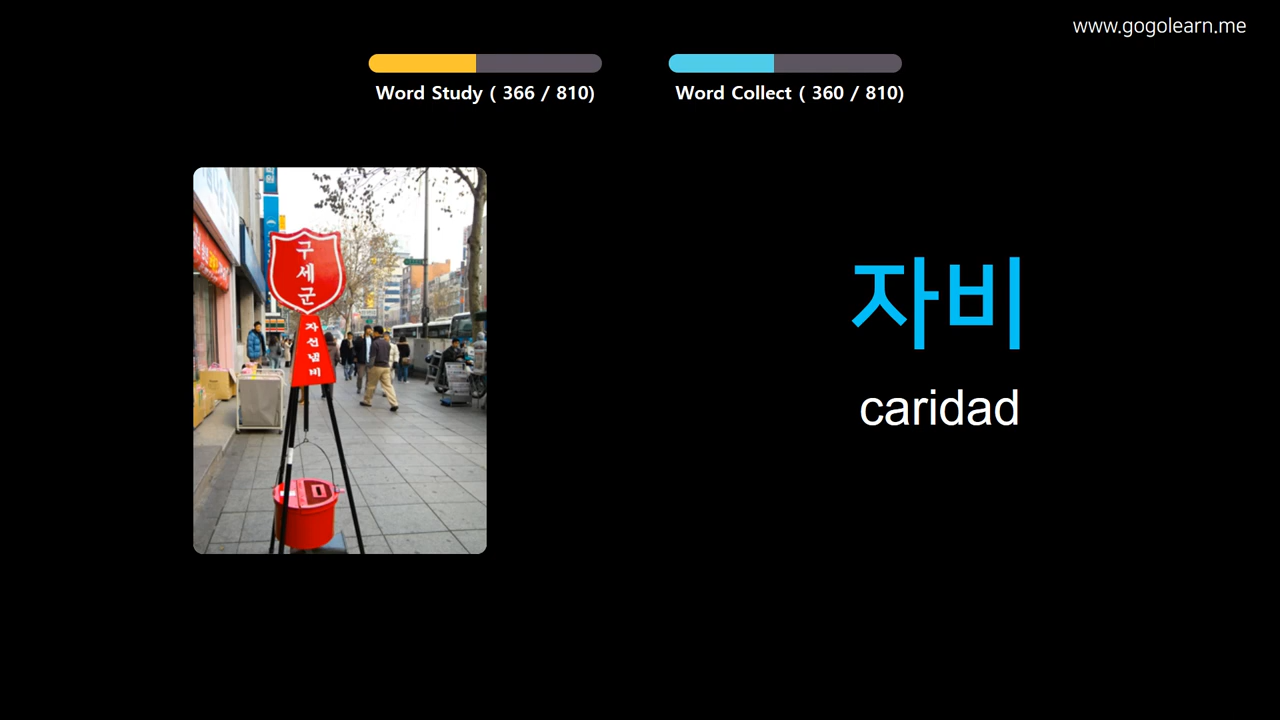 www.gogolearn.me
Word Study ( 366 / 810)
Word Collect ( 360 / 810)
구
세
군
자
선
냄
비
자비
caridad